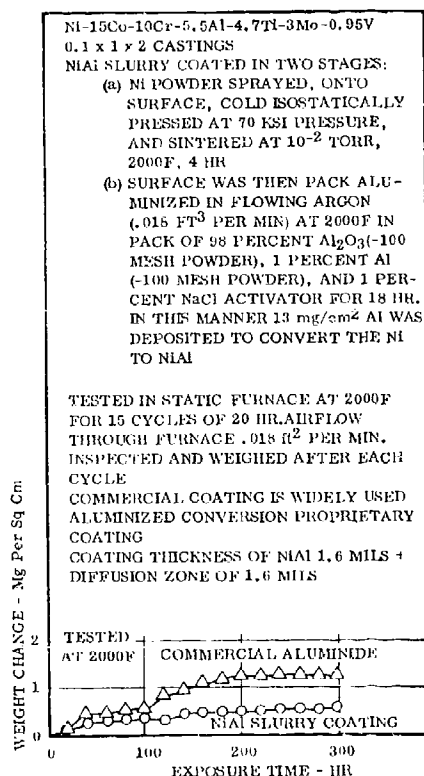 Ni-15Co-10Cr-5.5Al-4.7Ti-3Mo-0.95V
0.1 x 1 x 2 CASTINGS
NiAl SLURRY COATED IN TWO STAGES:
(a) Ni POWDER SPRAYED, ONTO
SURFACE, COLD ISOSTATICALLY
PRESSED AT 70 KSI PRESSURE,
AND SINTERED AT 10-2 TORR,
2000F, 4 HR
(b) SURFACE WAS THEN PACK ALU-
MINIZED IN FLOWING ARGON
(.018 FT3 PER MIN) AT 2000F IN
PACK OF 98 PERCENT Al2O3(-100
MESH POWDER), 1 PERCENT Al
(-100 MESH POWDER), AND 1 PER-
CENT NaCl ACTIVATOR FOR 18 HR.
IN THIS MANNER 13 mg/cm2 Al WAS
DEPOSITED TO CONVERT THE Ni
TO NiAl
TESTED IN STATIC FURNACE AT 2000F
FOR 15 CYCLES OF 20 HR.AIRFLOW
THROUGH FURNACE .018 ft2 PER MIN.
INSPECTED AND WEIGHED AFTER EACH
CYCLE
COMMERCIAL COATING IS WIDELY USED
ALUMINIZED CONVERSION PROPRIETARY
COATING
COATING THICKNESS OF NiAl 1.6 MILS +
DIFFUSION ZONE OF 1.6 MILS
WEIGHT CHANGE - Mg Per Sq Cm
2
1
0
TESTED
AT 2000F
COMMERCIAL ALUMINIDE
NiAl SLURRY COATING
0 100 200 300
EXPOSURE TIME - HR